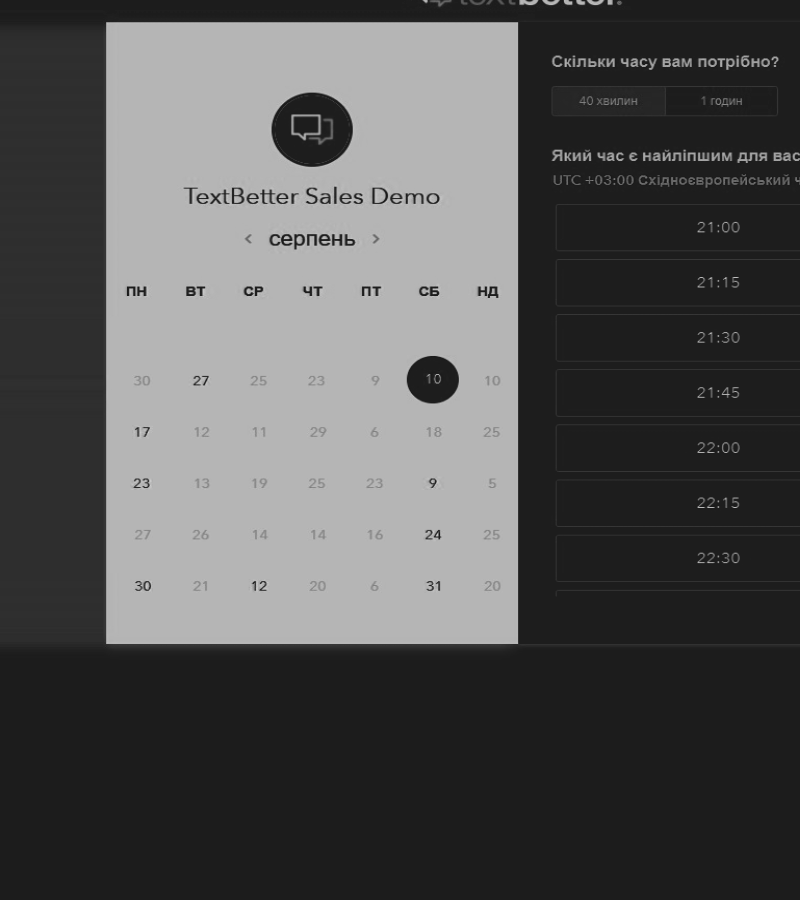 textbetter.
TextBetter Sales Demo
< серпень >
ПН ВТ СР ЧТ ПТ СБ НД
30 27 25 23 9 10 10
17 12 11 29 6 18 25
23 13 19 25 23 9 5
27 26 14 14 16 24 25
30 21 12 20 6 31 20
Скільки часу вам потрібно?
40 хвилин 1 годин
Який час є найліпшим для вас
UTC +03:00 Східноєвропейський
21:00
21:15
21:30
21:45
22:00
22:15
22:30